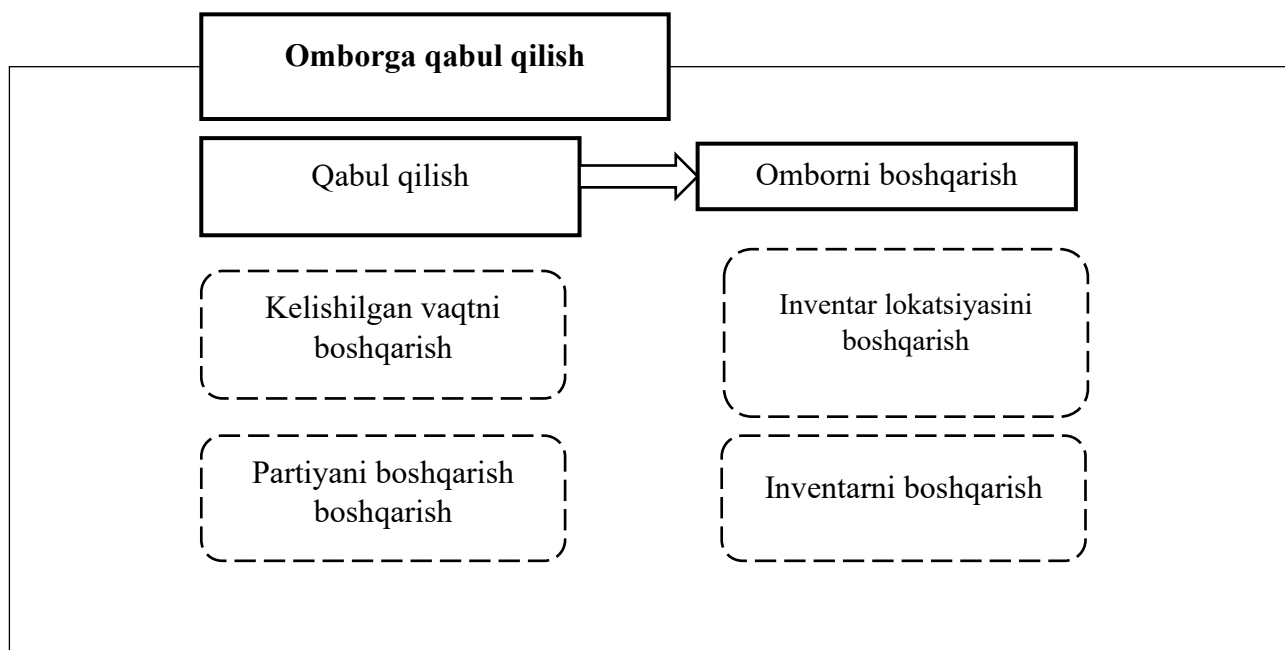 Omborga qabul qilish
Qabul qilish
Omborni boshqarish
Kelishilgan vaqtni
boshqarish
Inventar lokatsiyasini
boshqarish
Partiyani boshqarish
boshqarish
Inventarni boshqarish